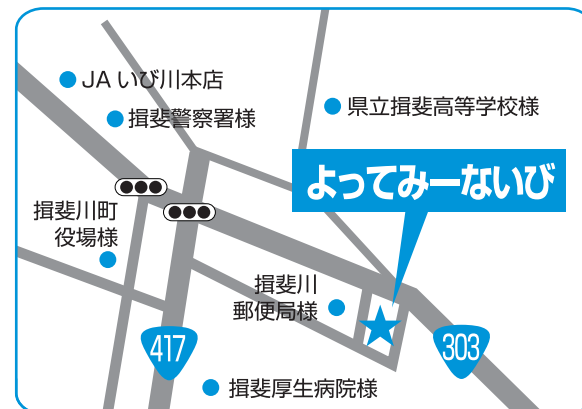 JAいび川本店
揖斐警察署様
県立揖斐高等学校様
よってみーないび
揖斐川町
役場様
揖斐川
郵便局様
417
303
揖斐厚生病院様